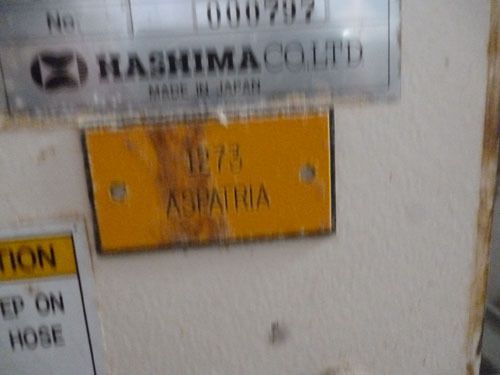 No. 000797
HASHIMA CO.LTD
MADE IN JAPAN
1273
ASPATRIA
TION
EP ON
HOSE